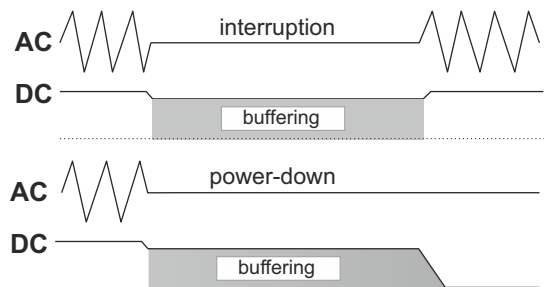 AC interruption
DC
buffering
AC power-down
DC
buffering